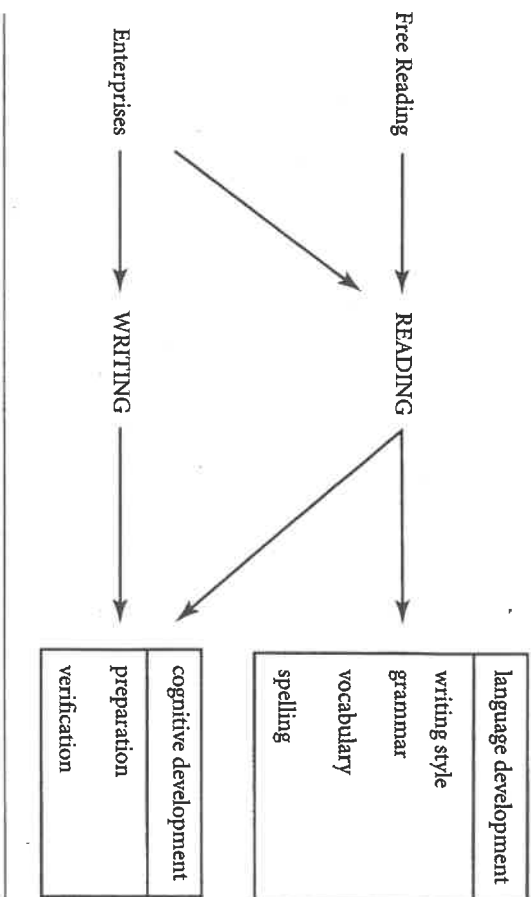 Free Reading
READING
language development
writing style
grammar
vocabulary
spelling
Enterprises
WRITING
cognitive development
preparation
verification